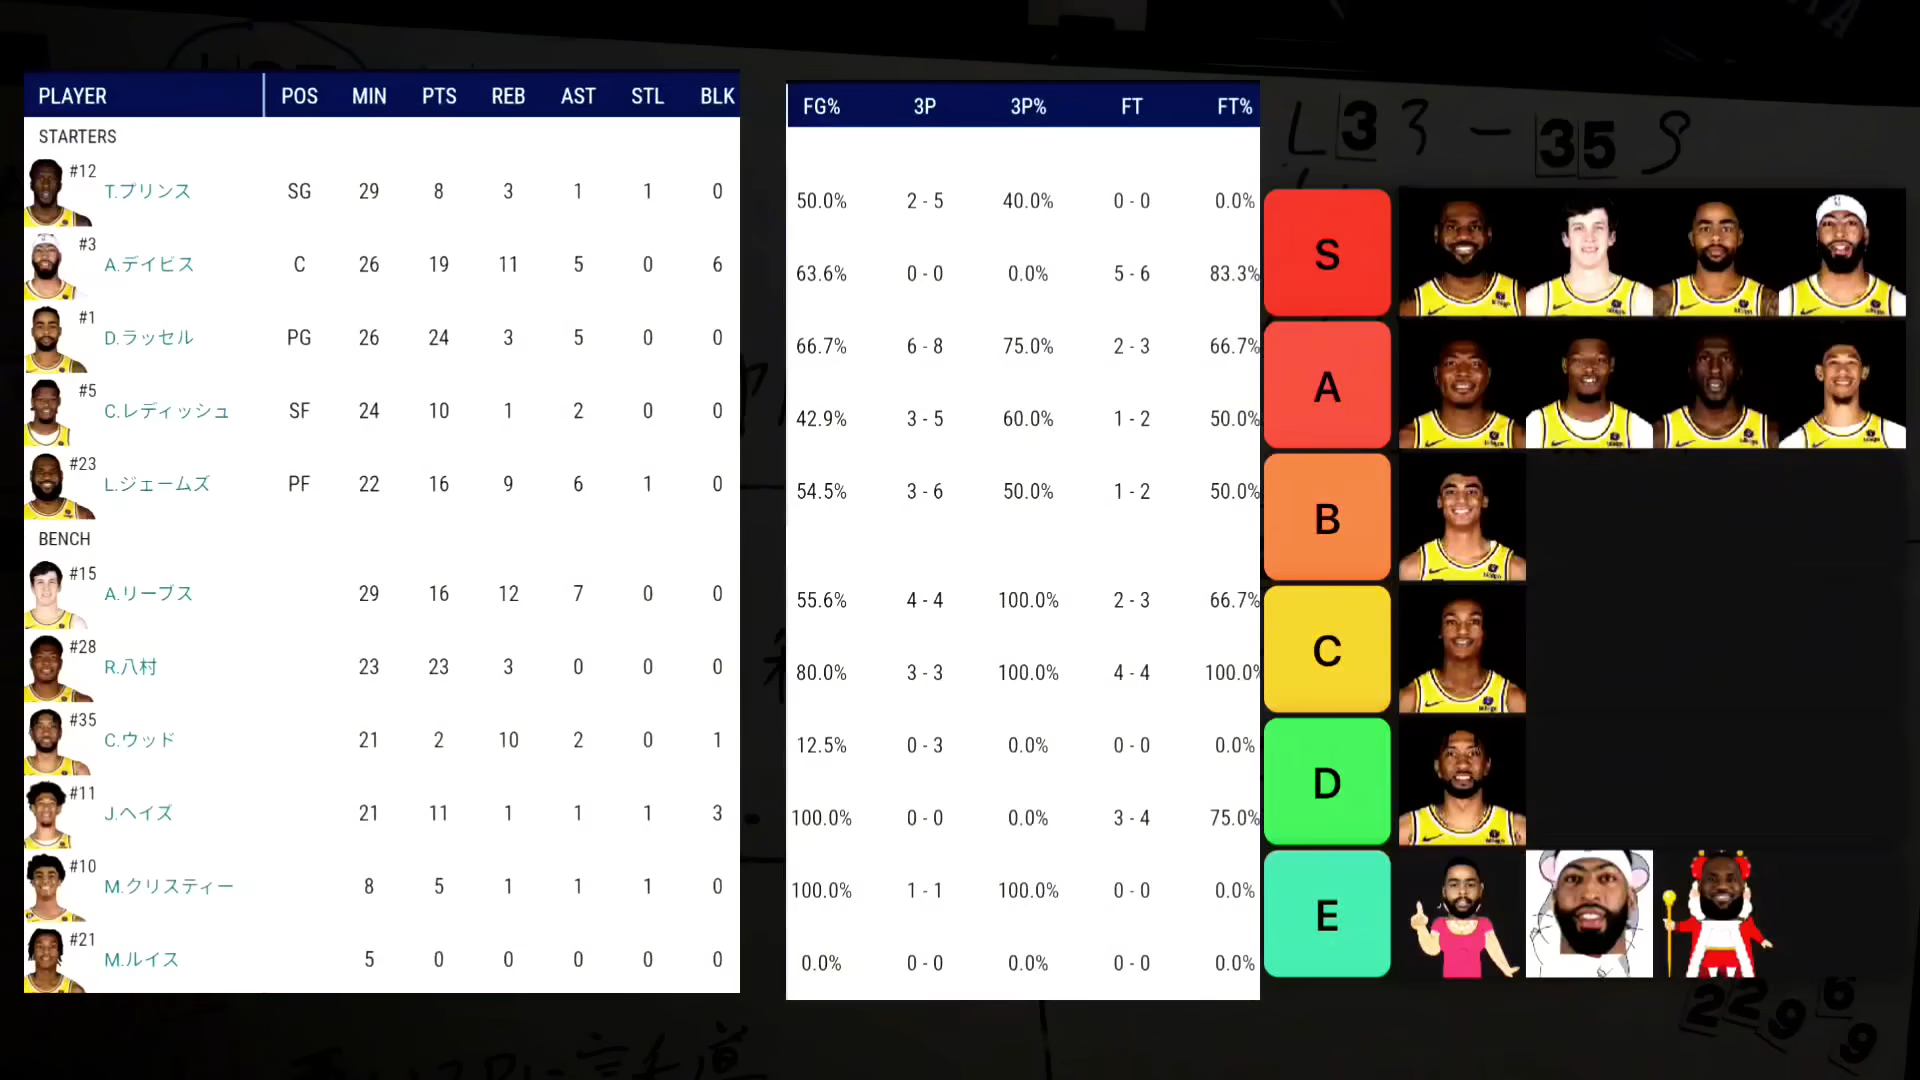 PLAYER POS MIN PTS REB AST STL BLK
STARTERS
#12 T.プリンス SG 29 8 3 1 1 0
#3 A.デイビス C 26 19 11 5 0 6
#1 D.ラッセル PG 26 24 3 5 0 0
#5 C.レディッシュ SF 24 10 1 2 0 0
#23 L.ジェームズ PF 22 16 9 6 1 0
BENCH
#15 A.リーブス 29 16 12 7 0 0
#28 R.八村 23 23 3 0 0 0
#35 C.ウッド 21 2 10 2 0 1
#11 J.ヘイズ 21 11 1 1 1 3
#10 M.クリスティー 8 5 1 1 1 0
#21 M.ルイス 5 0 0 0 0 0
FG% 3P 3P% FT FT%
50.0% 2 - 5 40.0% 0 - 0 0.0%
63.6% 0 - 0 0.0% 5 - 6 83.3%
66.7% 6 - 8 75.0% 2 - 3 66.7%
42.9% 3 - 5 60.0% 1 - 2 50.0%
54.5% 3 - 6 50.0% 1 - 2 50.0%
55.6% 4 - 4 100.0% 2 - 3 66.7%
80.0% 3 - 3 100.0% 4 - 4 100.0%
12.5% 0 - 3 0.0% 0 - 0 0.0%
100.0% 0 - 0 0.0% 3 - 4 75.0%
100.0% 1 - 1 100.0% 0 - 0 0.0%
0.0% 0 - 0 0.0% 0 - 0 0.0%
L 33 - 35 S
S
A
B
C
D
E
229 6
9